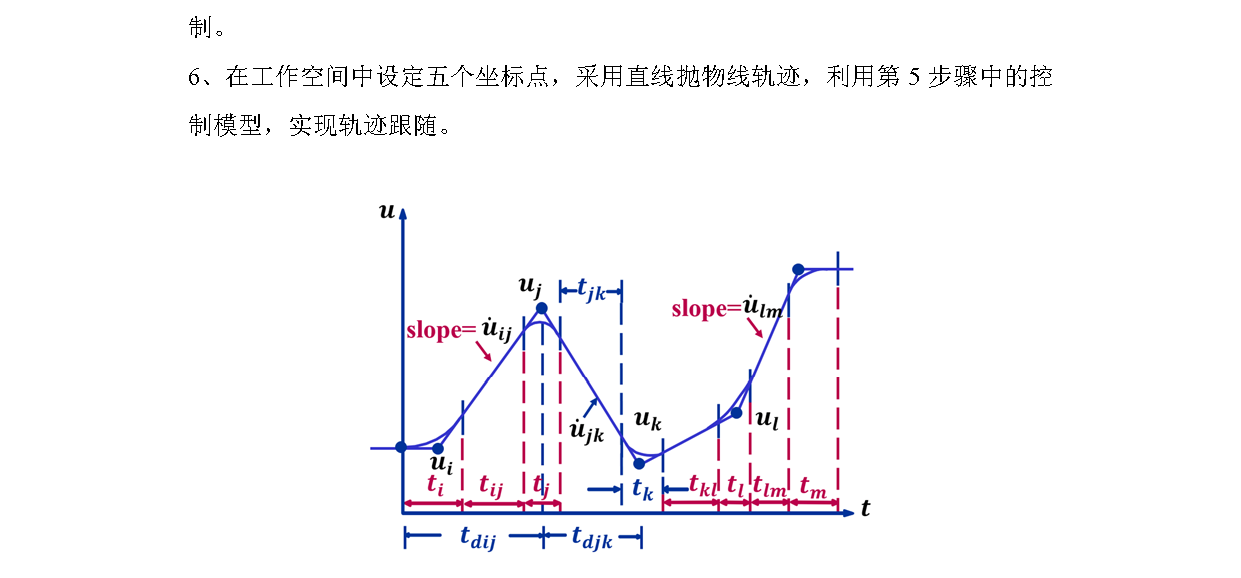 制。
6、在工作空间中设定五个坐标点，采用直线抛物线轨迹，利用第 5 步骤中的控
制模型，实现轨迹跟随。
u
u_j
t_{jk}
slope= u̇_{ij}
slope= u̇_{lm}
u̇_{jk}
u_k
u_l
u_i
t_i t_{ij} t_j t_k t_{kl} t_l t_{lm} t_m
t
t_{dij} t_{djk}